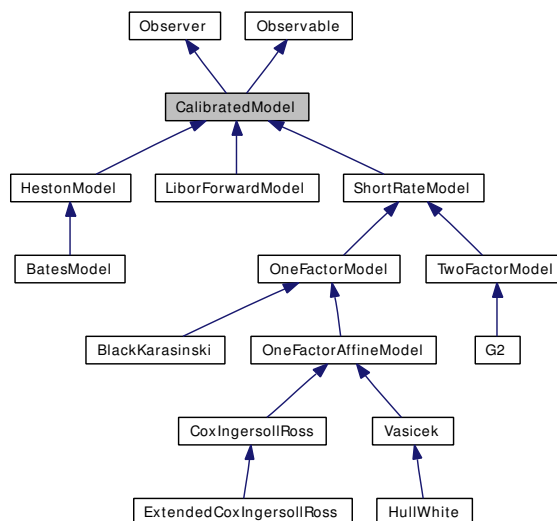 Observer
Observable
CalibratedModel
HestonModel
LiborForwardModel
ShortRateModel
BatesModel
OneFactorModel
TwoFactorModel
BlackKarasinski
OneFactorAffineModel
G2
CoxIngersollRoss
Vasicek
ExtendedCoxIngersollRoss
HullWhite